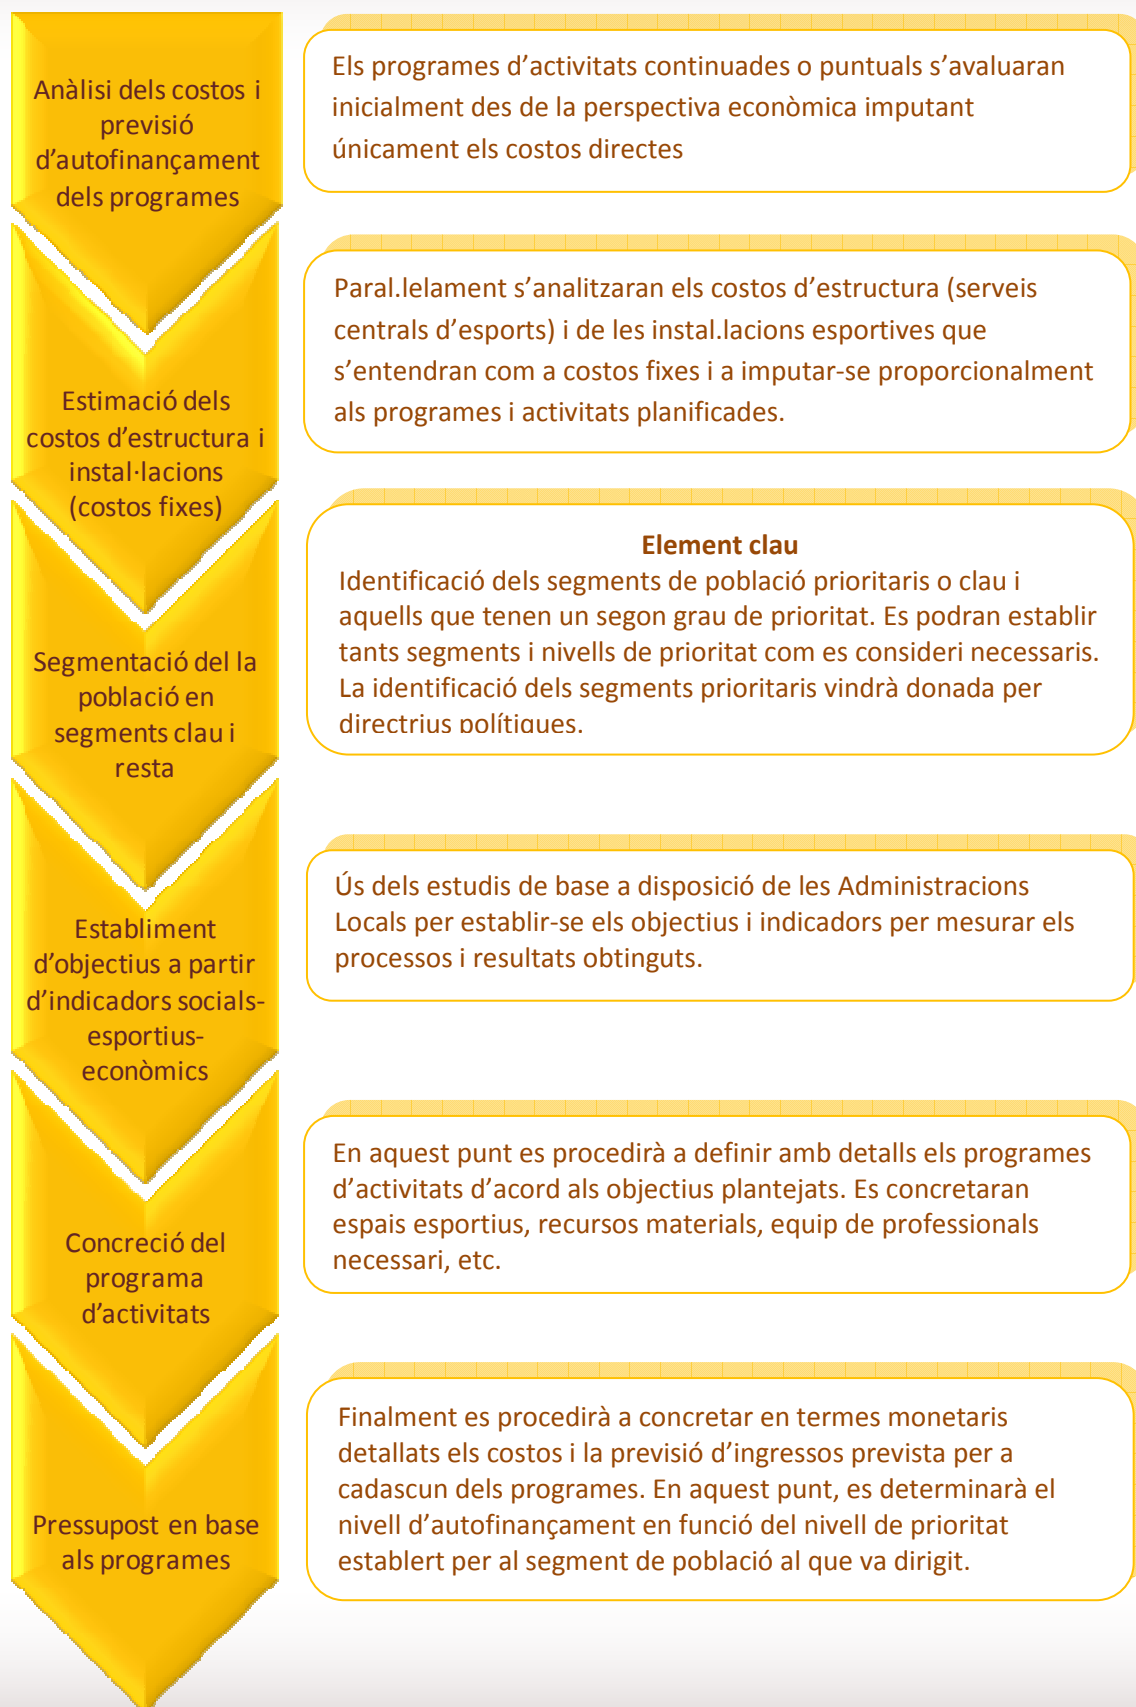 Anàlisi dels costos i
previsió
d’autofinançament
dels programes
Els programes d’activitats continuades o puntuals s’avaluaran
inicialment des de la perspectiva econòmica imputant
únicament els costos directes
Estimació dels
costos d’estructura i
instal·lacions
(costos fixes)
Paral.lelament s’analitzaran els costos d’estructura (serveis
centrals d’esports) i de les instal.lacions esportives que
s’entendran com a costos fixes i a imputar-se proporcionalment
als programes i activitats planificades.
Segmentació del la
població en
segments clau i
resta
Element clau
Identificació dels segments de població prioritaris o clau i
aquells que tenen un segon grau de prioritat. Es podran establir
tants segments i nivells de prioritat com es consideri necessaris.
La identificació dels segments prioritaris vindrà donada per
directrius polítiques.
Establiment
d’objectius a partir
d’indicadors socials-
esportius-
econòmics
Ús dels estudis de base a disposició de les Administracions
Locals per establir-se els objectius i indicadors per mesurar els
processos i resultats obtinguts.
Concreció del
programa
d’activitats
En aquest punt es procedirà a definir amb detalls els programes
d’activitats d’acord als objectius plantejats. Es concretaran
espais esportius, recursos materials, equip de professionals
necessari, etc.
Pressupost en base
als programes
Finalment es procedirà a concretar en termes monetaris
detallats els costos i la previsió d’ingressos prevista per a
cadascun dels programes. En aquest punt, es determinarà el
nivell d’autofinançament en funció del nivell de prioritat
establert per al segment de població al que va dirigit.